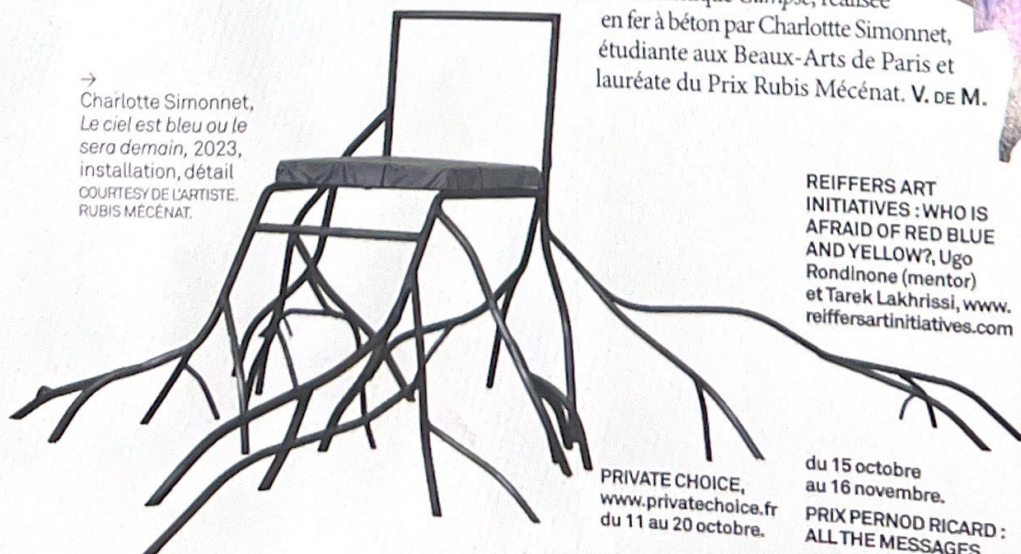 Glimpse, réalisée
en fer à béton par Charlottte Simonnet,
étudiante aux Beaux-Arts de Paris et
lauréate du Prix Rubis Mécénat. V. DE M.
→
Charlotte Simonnet,
Le ciel est bleu ou le
sera demain, 2023,
installation, détail
COURTESY DE L'ARTISTE.
RUBIS MÉCÉNAT.
PRIVATE CHOICE,
www.privatechoice.fr
du 11 au 20 octobre.
REIFFERS ART
INITIATIVES : WHO IS
AFRAID OF RED BLUE
AND YELLOW?, Ugo
Rondinone (mentor)
et Tarek Lakhrissi, www.
reiffersartinitiatives.com
du 15 octobre
au 16 novembre.
PRIX PERNOD RICARD :
ALL THE MESSAGES